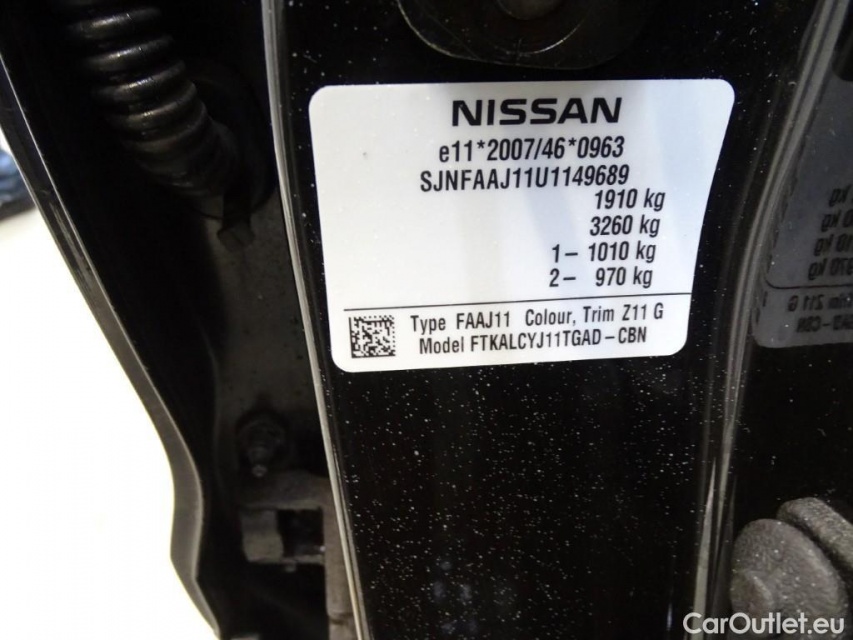 NISSAN
e11*2007/46*0963
SJNFAAJ11U1149689
1910 kg
3260 kg
1- 1010 kg
2- 970 kg
Type FAAJ11 Colour, Trim Z11 G
Model FTKALCYJ11TGAD-CBN
CarOutlet.eu